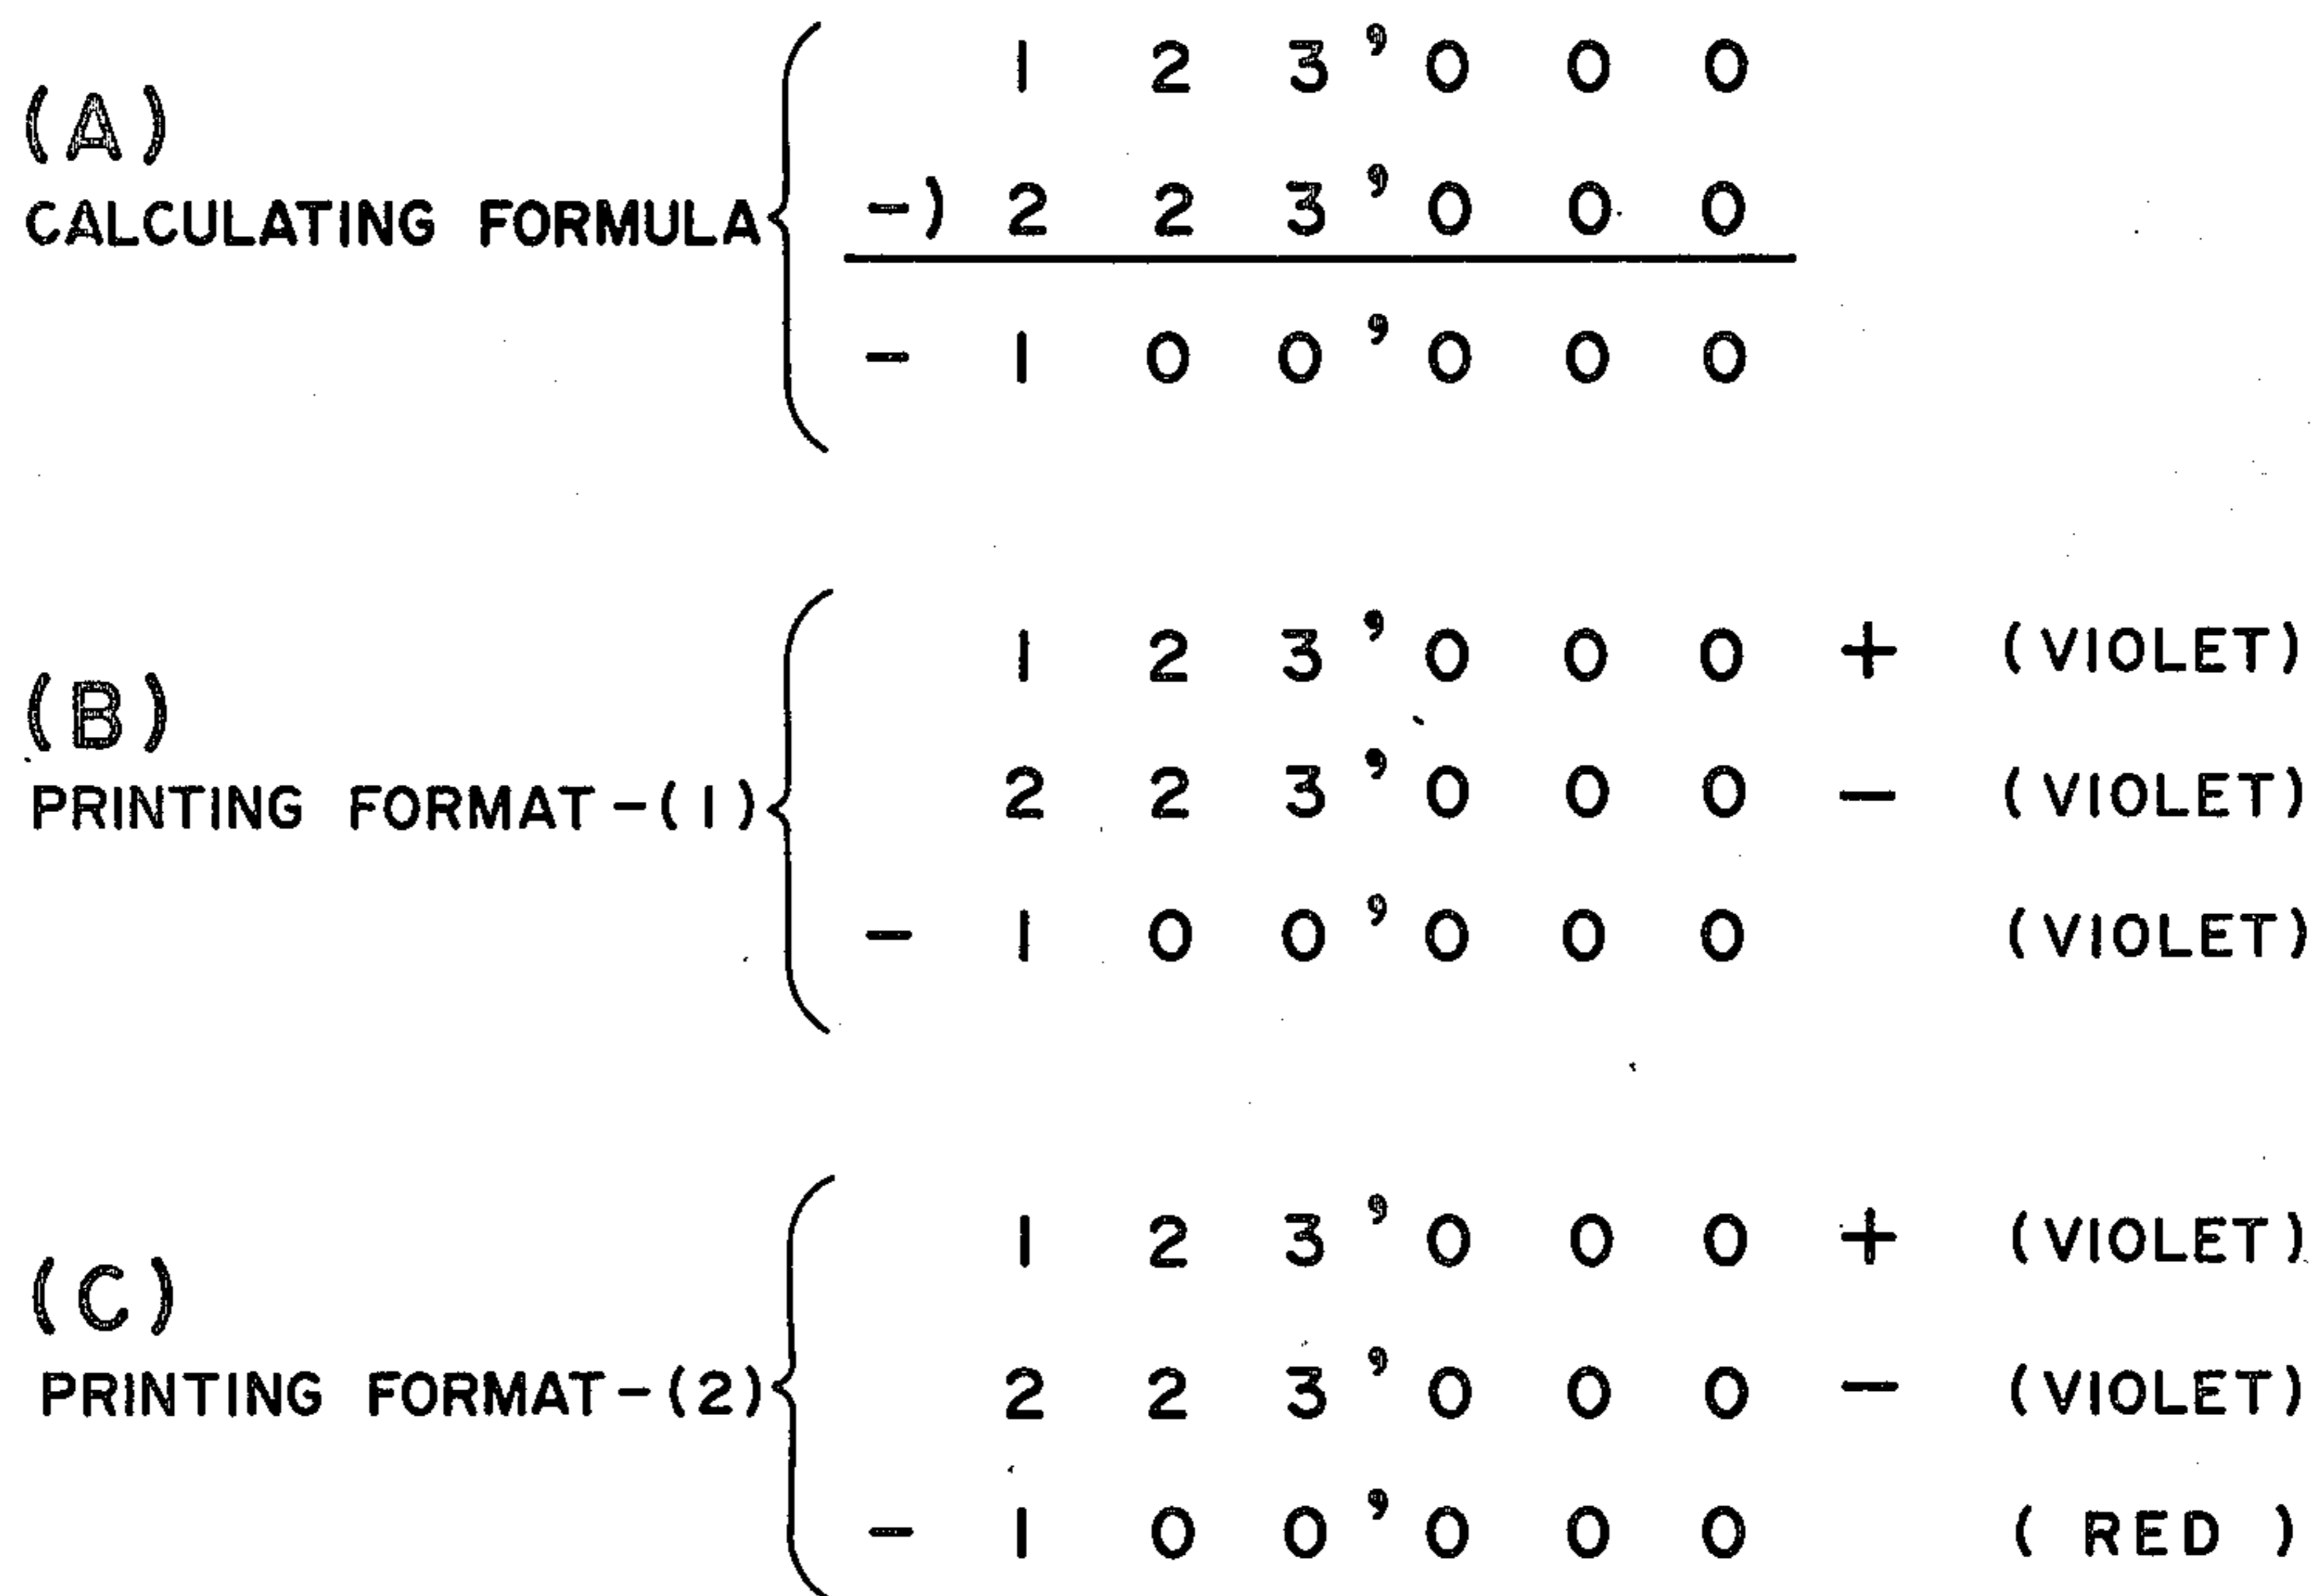 1 2 3 ' 0 0 0
(A)
CALCULATING FORMULA -) 2 2 3 ' 0 0 0
- 1 0 0 ' 0 0 0
1 2 3 ' 0 0 0 + (VIOLET)
(B)
PRINTING FORMAT-(1) 2 2 3 ' 0 0 0 - (VIOLET)
- 1 0 0 ' 0 0 0 (VIOLET)
1 2 3 ' 0 0 0 + (VIOLET)
(C)
PRINTING FORMAT-(2) 2 2 3 ' 0 0 0 - (VIOLET)
- 1 0 0 ' 0 0 0 ( RED )